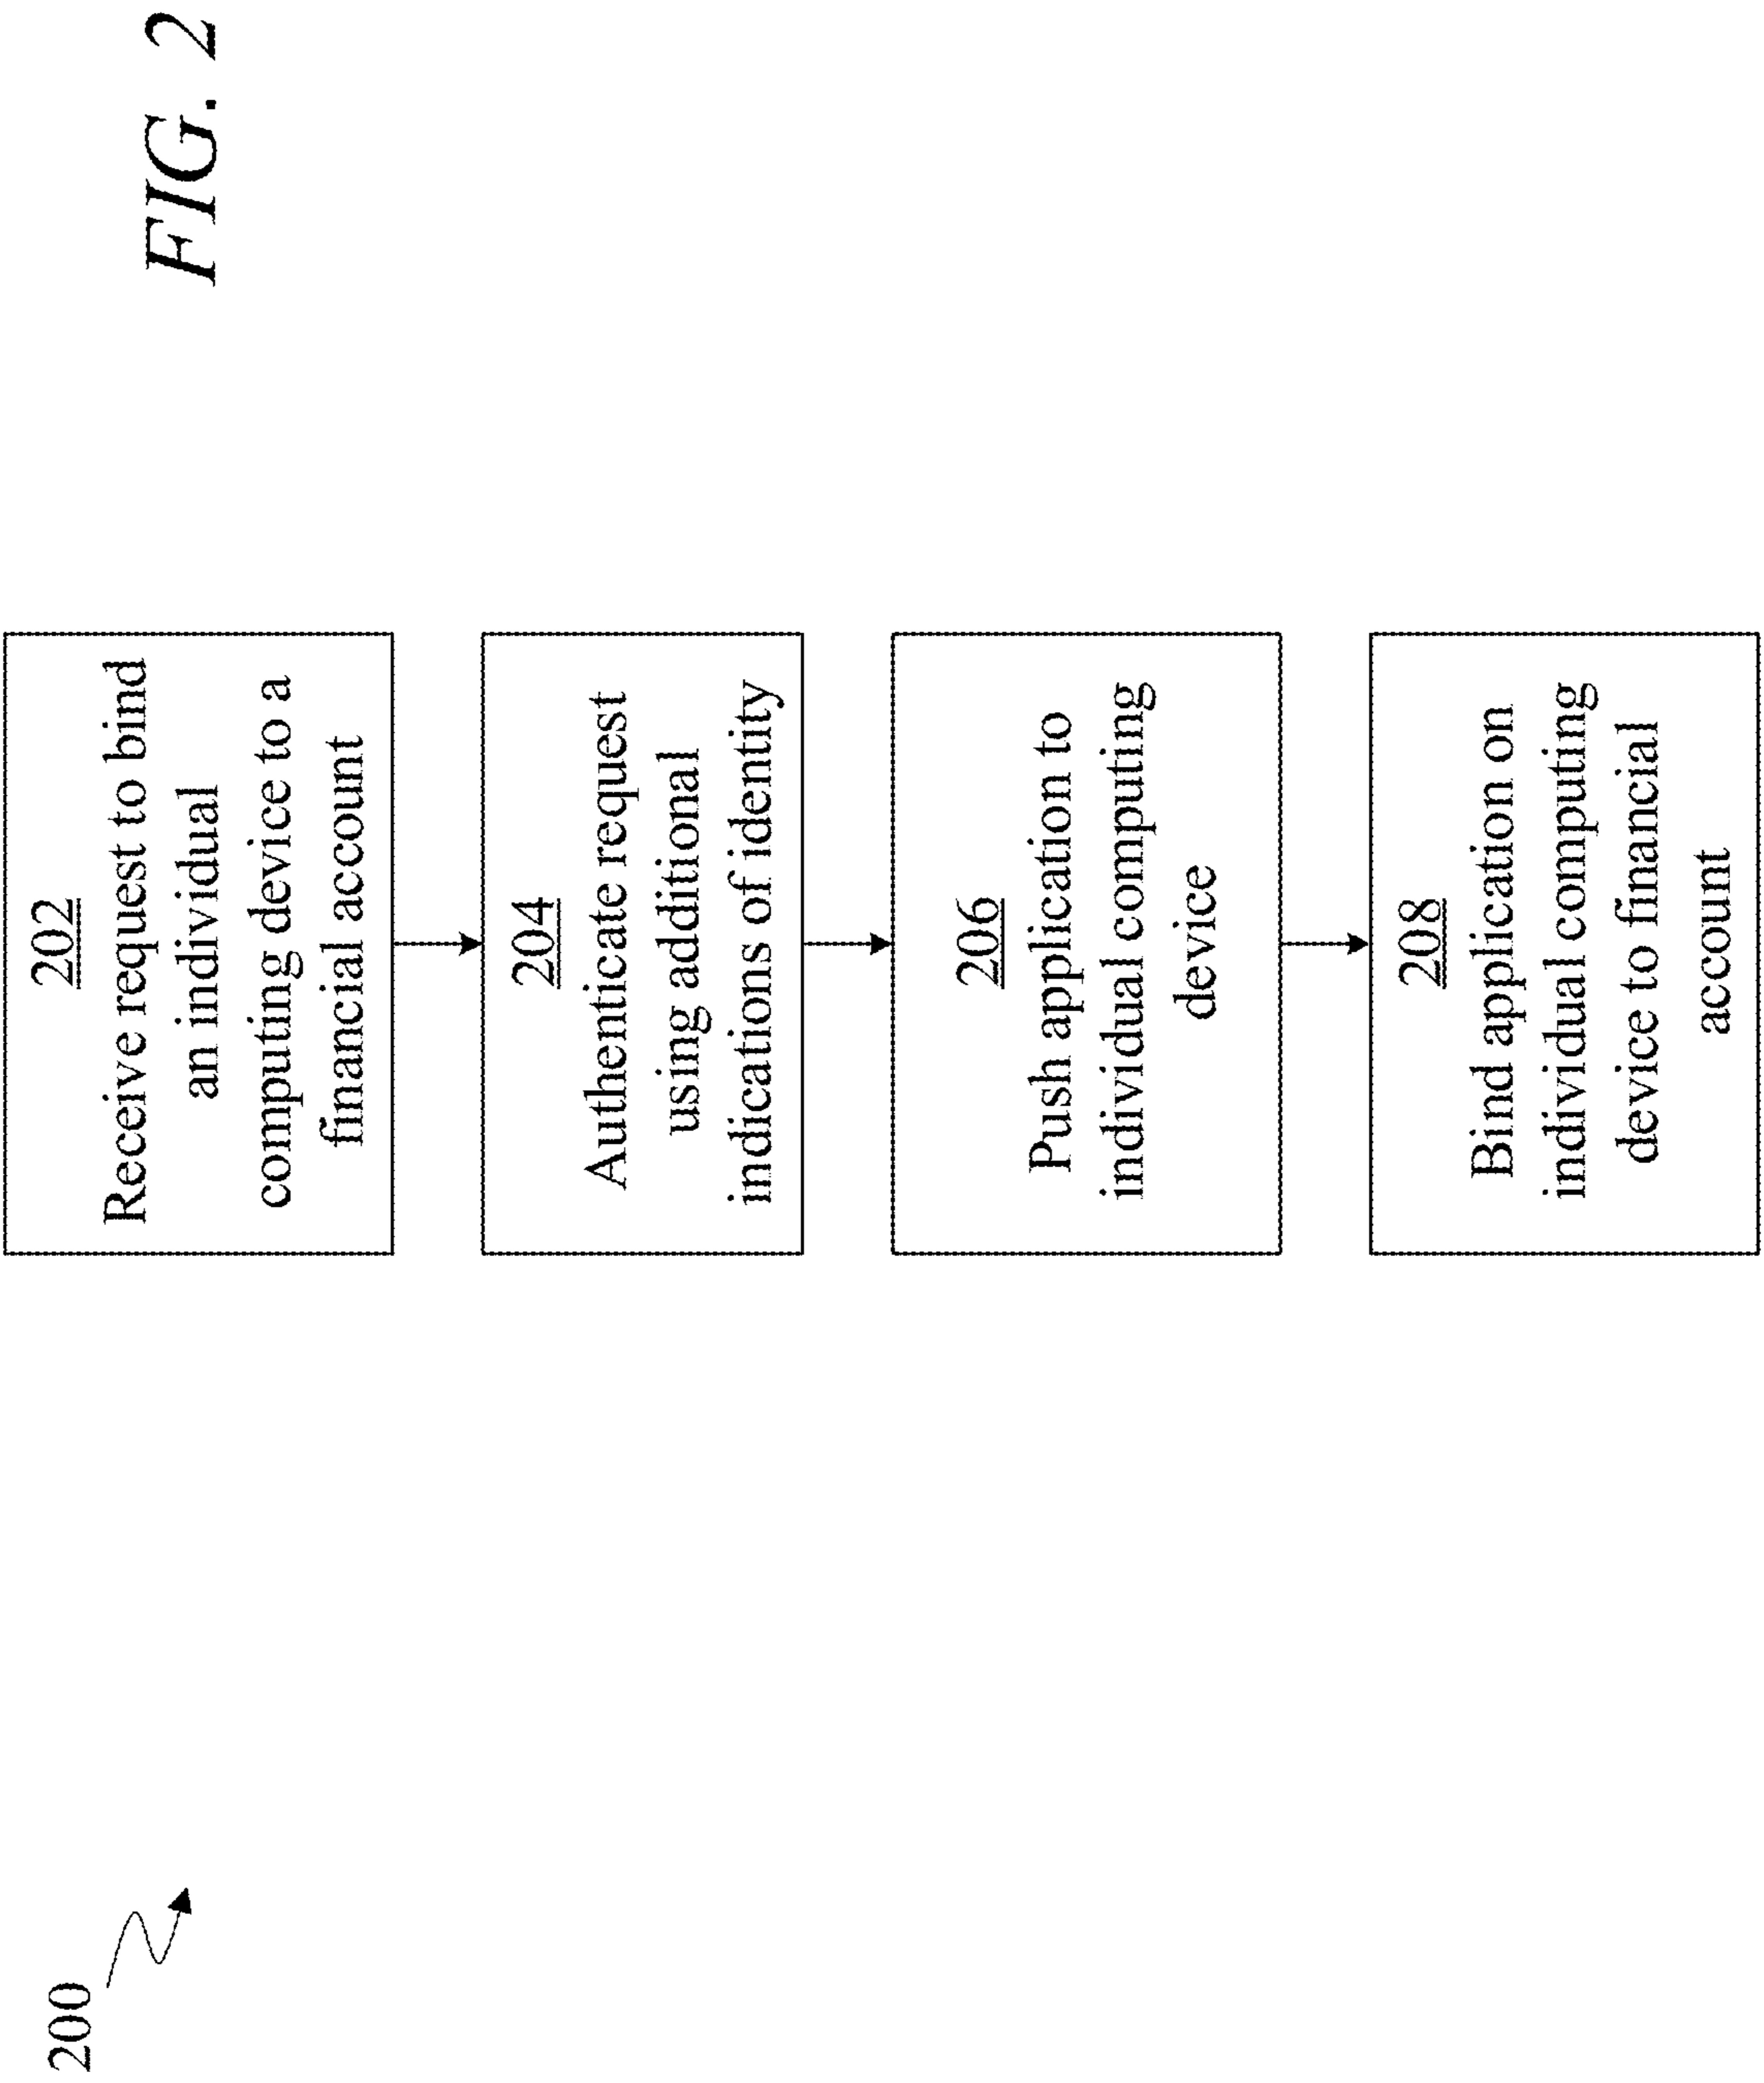 200
FIG. 2
202
Receive request to bind
an individual
computing device to a
financial account
204
Authenticate request
using additional
indications of identity
206
Push application to
individual computing
device
208
Bind application on
individual computing
device to financial
account